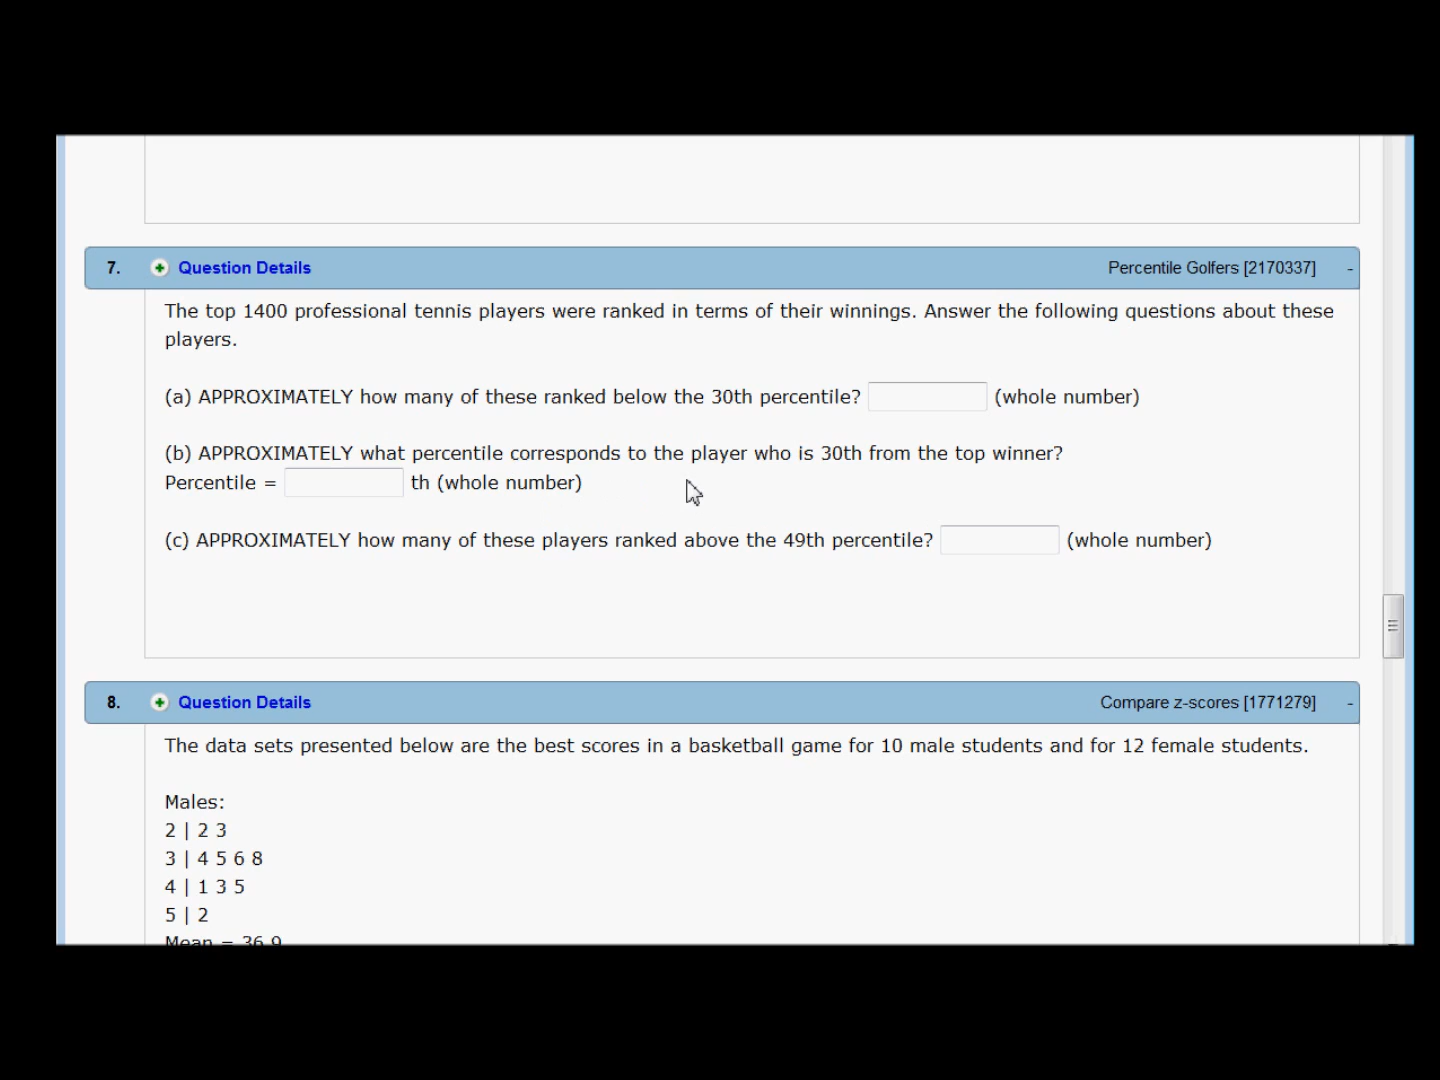 7. Question Details Percentile Golfers [2170337] -
The top 1400 professional tennis players were ranked in terms of their winnings. Answer the following questions about these
players.
(a) APPROXIMATELY how many of these ranked below the 30th percentile? (whole number)
(b) APPROXIMATELY what percentile corresponds to the player who is 30th from the top winner?
Percentile = th (whole number)
(c) APPROXIMATELY how many of these players ranked above the 49th percentile? (whole number)
8. Question Details Compare z-scores [1771279] -
The data sets presented below are the best scores in a basketball game for 10 male students and for 12 female students.
Males:
2 | 2 3
3 | 4 5 6 8
4 | 1 3 5
5 | 2
Mean = 36.9